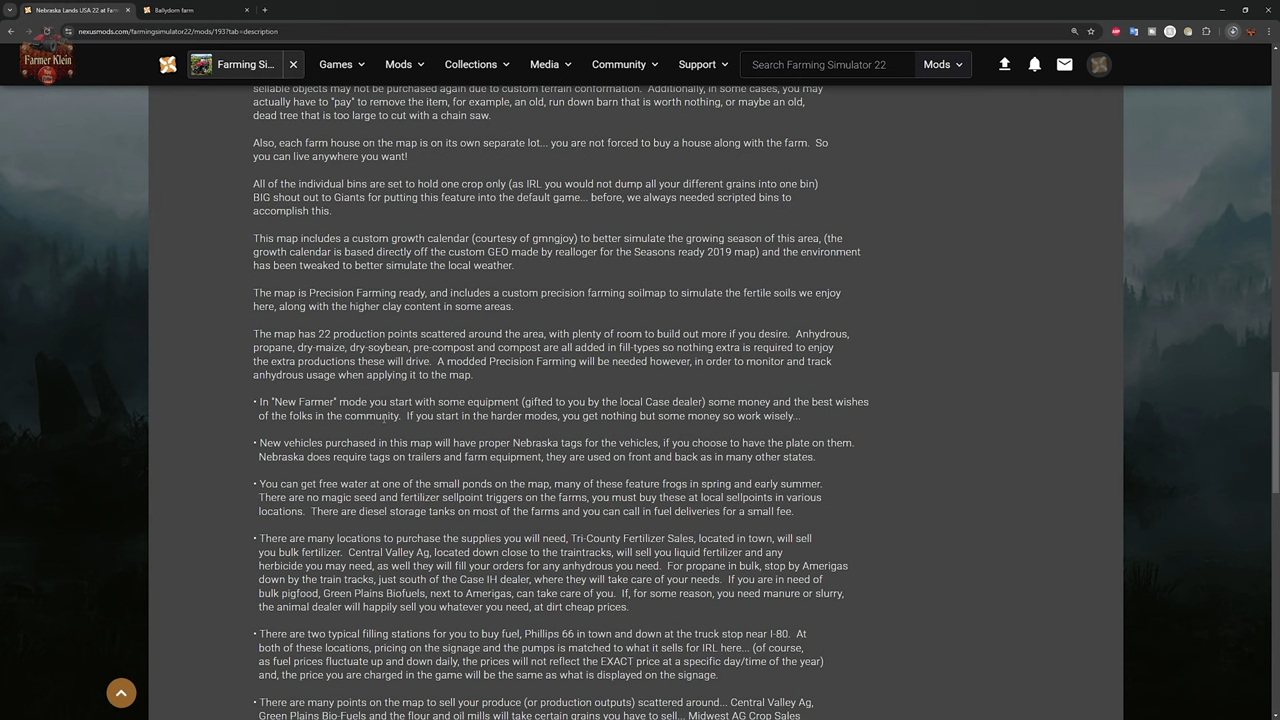 Nebraska Lands USA 22 at Farm
Ballydorn farm
nexusmods.com/farmingsimulator22/mods/193?tab=description
Farmer Klein
Farming Si...
Games
Mods
Collections
Media
Community
Support
Search Farming Simulator 22
Mods
sellable objects may not be purchased again due to custom terrain conformation. Additionally, in some cases, you may
actually have to "pay" to remove the item, for example, an old, run down barn that is worth nothing, or maybe an old,
dead tree that is too large to cut with a chain saw.
Also, each farm house on the map is on its own separate lot... you are not forced to buy a house along with the farm. So
you can live anywhere you want!
All of the individual bins are set to hold one crop only (as IRL you would not dump all your different grains into one bin)
BIG shout out to Giants for putting this feature into the default game... before, we always needed scripted bins to
accomplish this.
This map includes a custom growth calendar (courtesy of gmngjoy) to better simulate the growing season of this area, (the
growth calendar is based directly off the custom GEO made by realloger for the Seasons ready 2019 map) and the environment
has been tweaked to better simulate the local weather.
The map is Precision Farming ready, and includes a custom precision farming soilmap to simulate the fertile soils we enjoy
here, along with the higher clay content in some areas.
The map has 22 production points scattered around the area, with plenty of room to build out more if you desire. Anhydrous,
propane, dry-maize, dry-soybean, pre-compost and compost are all added in fill-types so nothing extra is required to enjoy
the extra productions these will drive. A modded Precision Farming will be needed however, in order to monitor and track
anhydrous usage when applying it to the map.
• In "New Farmer" mode you start with some equipment (gifted to you by the local Case dealer) some money and the best wishes
of the folks in the community. If you start in the harder modes, you get nothing but some money so work wisely...
• New vehicles purchased in this map will have proper Nebraska tags for the vehicles, if you choose to have the plate on them.
Nebraska does require tags on trailers and farm equipment, they are used on front and back as in many other states.
• You can get free water at one of the small ponds on the map, many of these feature frogs in spring and early summer.
There are no magic seed and fertilizer sellpoint triggers on the farms, you must buy these at local sellpoints in various
locations. There are diesel storage tanks on most of the farms and you can call in fuel deliveries for a small fee.
• There are many locations to purchase the supplies you will need, Tri-County Fertilizer Sales, located in town, will sell
you bulk fertilizer. Central Valley Ag, located down close to the traintracks, will sell you liquid fertilizer and any
herbicide you may need, as well they will fill your orders for any anhydrous you need. For propane in bulk, stop by Amerigas
down by the train tracks, just south of the Case IH dealer, where they will take care of your needs. If you are in need of
bulk pigfood, Green Plains Biofuels, next to Amerigas, can take care of you. If, for some reason, you need manure or slurry,
the animal dealer will happily sell you whatever you need, at dirt cheap prices.
• There are two typical filling stations for you to buy fuel, Phillips 66 in town and down at the truck stop near I-80. At
both of these locations, pricing on the signage and the pumps is matched to what it sells for IRL here... (of course,
as fuel prices fluctuate up and down daily, the prices will not reflect the EXACT price at a specific day/time of the year)
and, the price you are charged in the game will be the same as what is displayed on the signage.
• There are many points on the map to sell your produce (or production outputs) scattered around... Central Valley Ag,
Green Plains Bio-Fuels and the flour and oil mills will take certain grains you have to sell... Midwest AG Crop Sales